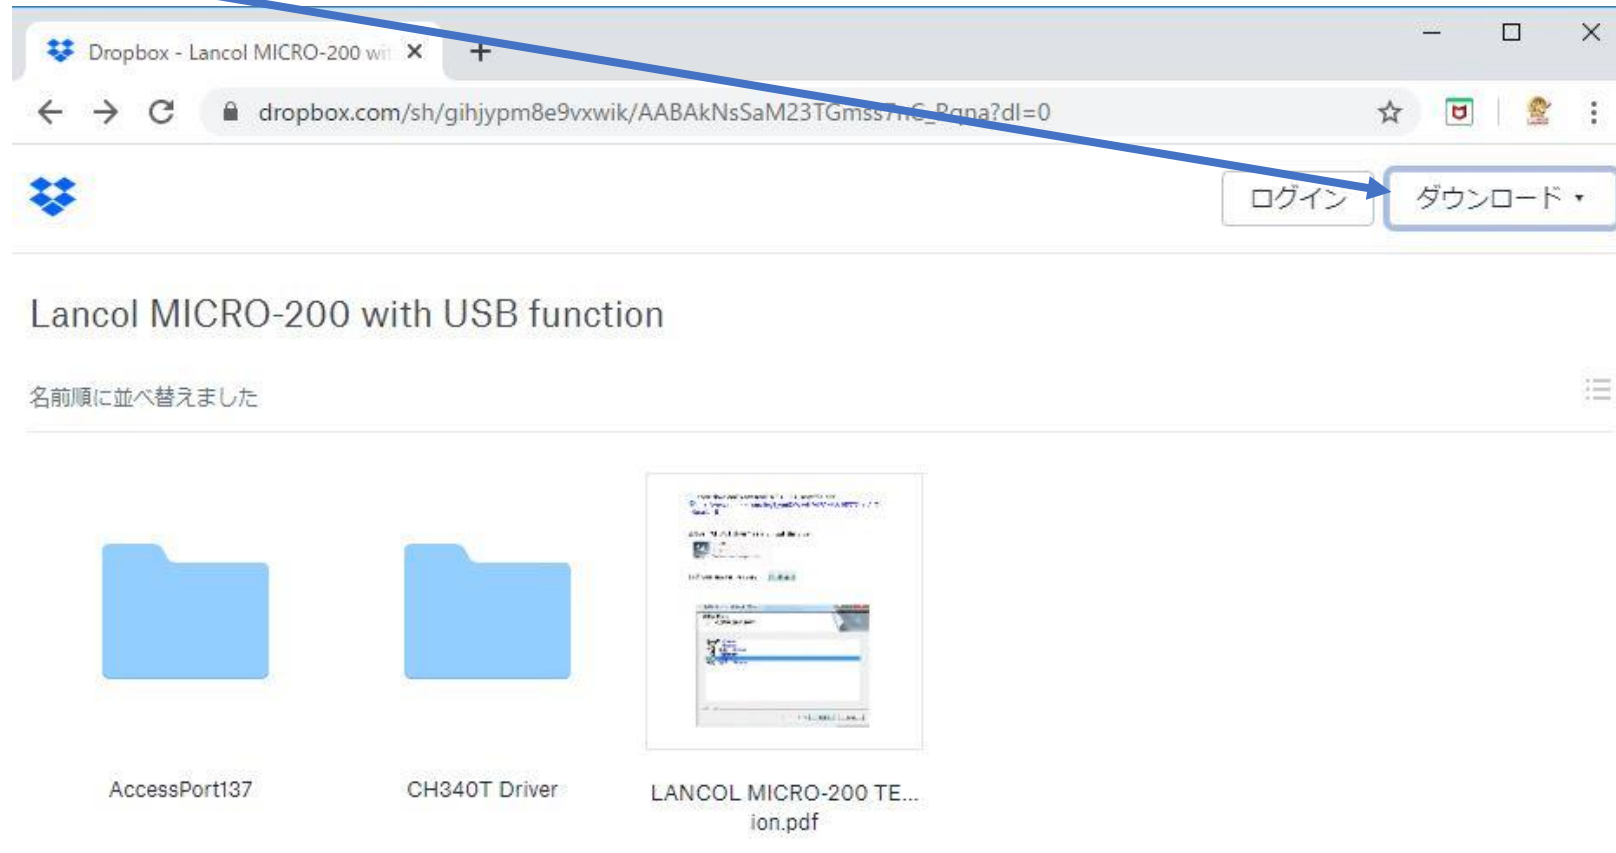 Dropbox - Lancol MICRO-200 wit
dropbox.com/sh/gihjypm8e9vxwik/
ログイン
ダウンロード
Lancol MICRO-200 with USB function
名前順に並べ替えました
AccessPort137
CH340T Driver
LANCOL MICRO-200 TE...
ion.pdf